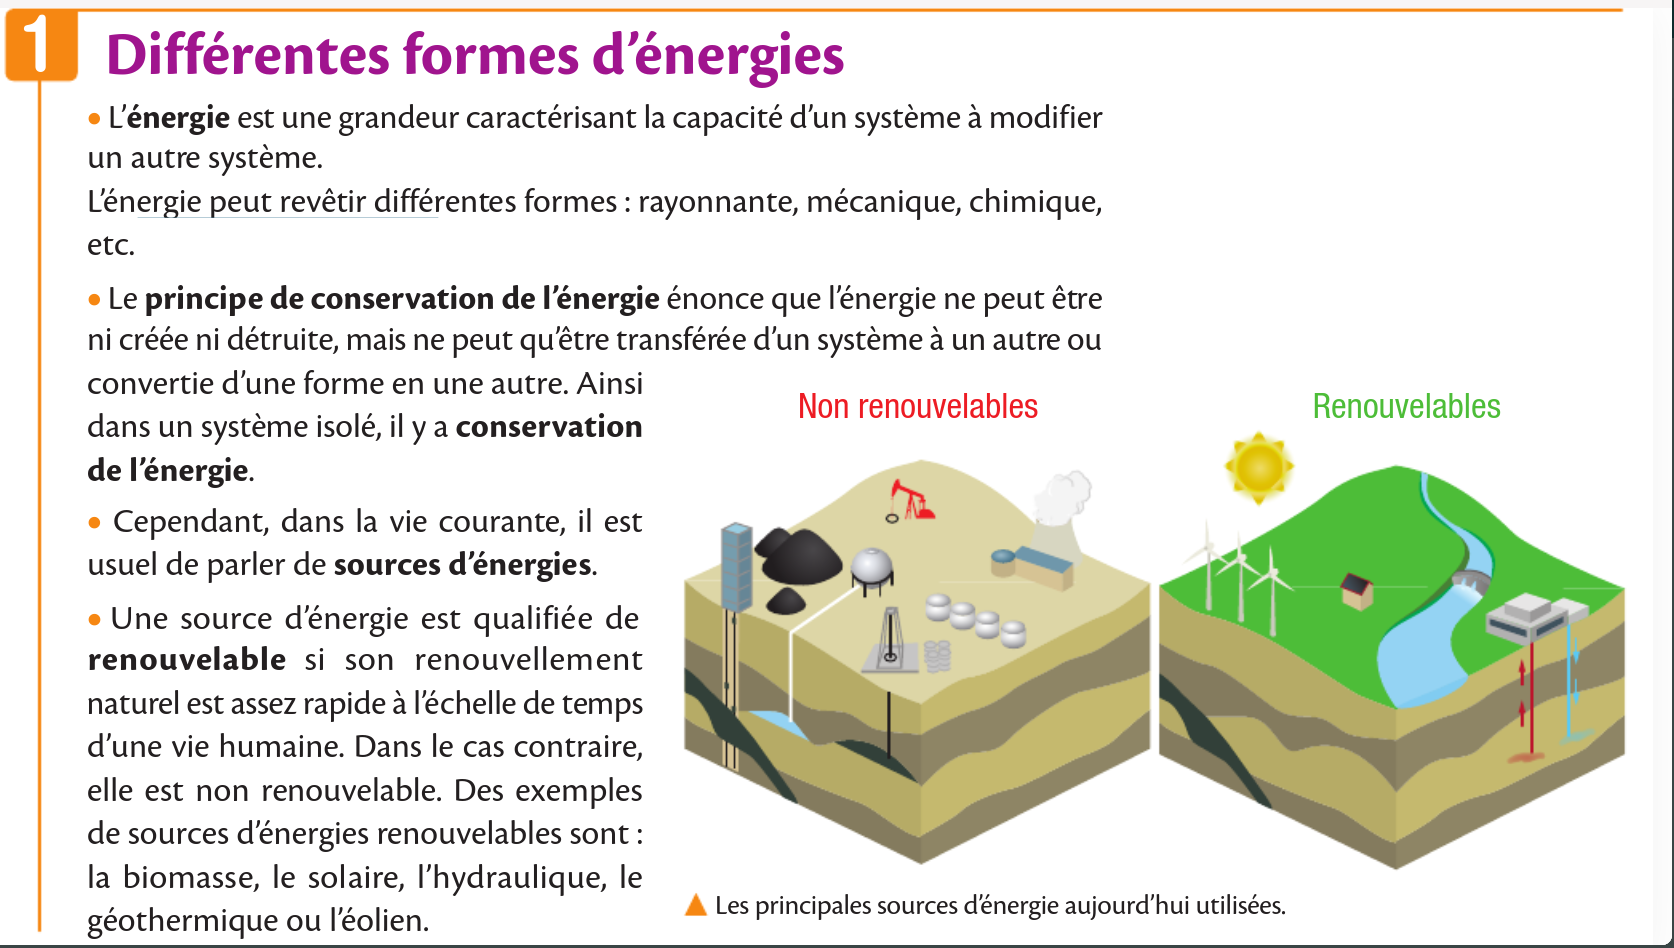 1 Différentes formes d’énergies
• L’énergie est une grandeur caractérisant la capacité d’un système à modifier
un autre système.
L’énergie peut revêtir différentes formes : rayonnante, mécanique, chimique,
etc.
• Le principe de conservation de l’énergie énonce que l’énergie ne peut être
ni créée ni détruite, mais ne peut qu’être transférée d’un système à un autre ou
convertie d’une forme en une autre. Ainsi
dans un système isolé, il y a conservation
de l’énergie.
• Cependant, dans la vie courante, il est
usuel de parler de sources d’énergies.
• Une source d’énergie est qualifiée de
renouvelable si son renouvellement
naturel est assez rapide à l’échelle de temps
d’une vie humaine. Dans le cas contraire,
elle est non renouvelable. Des exemples
de sources d’énergies renouvelables sont :
la biomasse, le solaire, l’hydraulique, le
géothermique ou l’éolien.
Non renouvelables
Renouvelables
▲ Les principales sources d’énergie aujourd’hui utilisées.